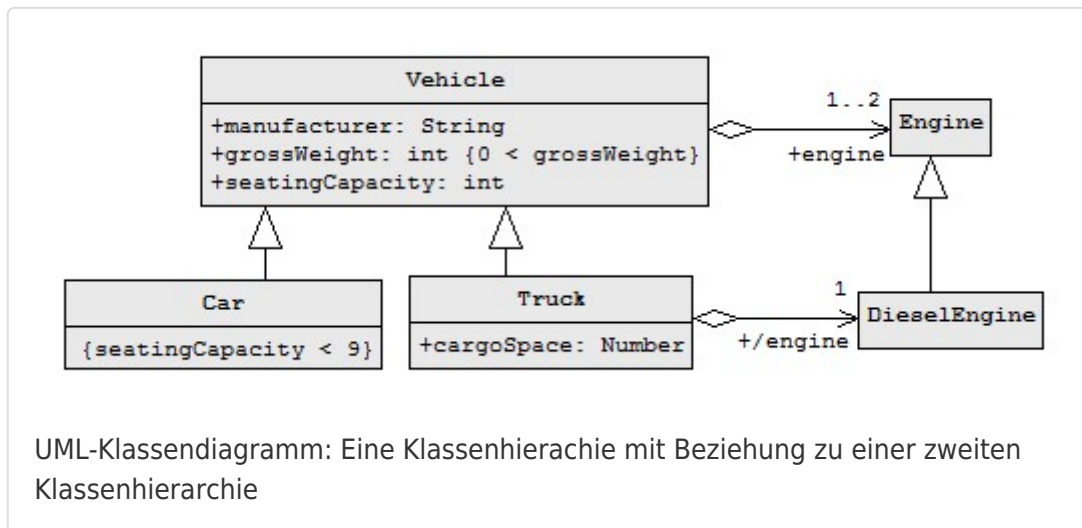 Vehicle
+manufacturer: String
+grossWeight: int {0 < grossWeight}
+seatingCapacity: int
1..2
+engine
Engine
Car
{seatingCapacity < 9}
Truck
+cargoSpace: Number
1
+/engine
DieselEngine
UML-Klassendiagramm: Eine Klassenhierachie mit Beziehung zu einer zweiten
Klassenhierarchie